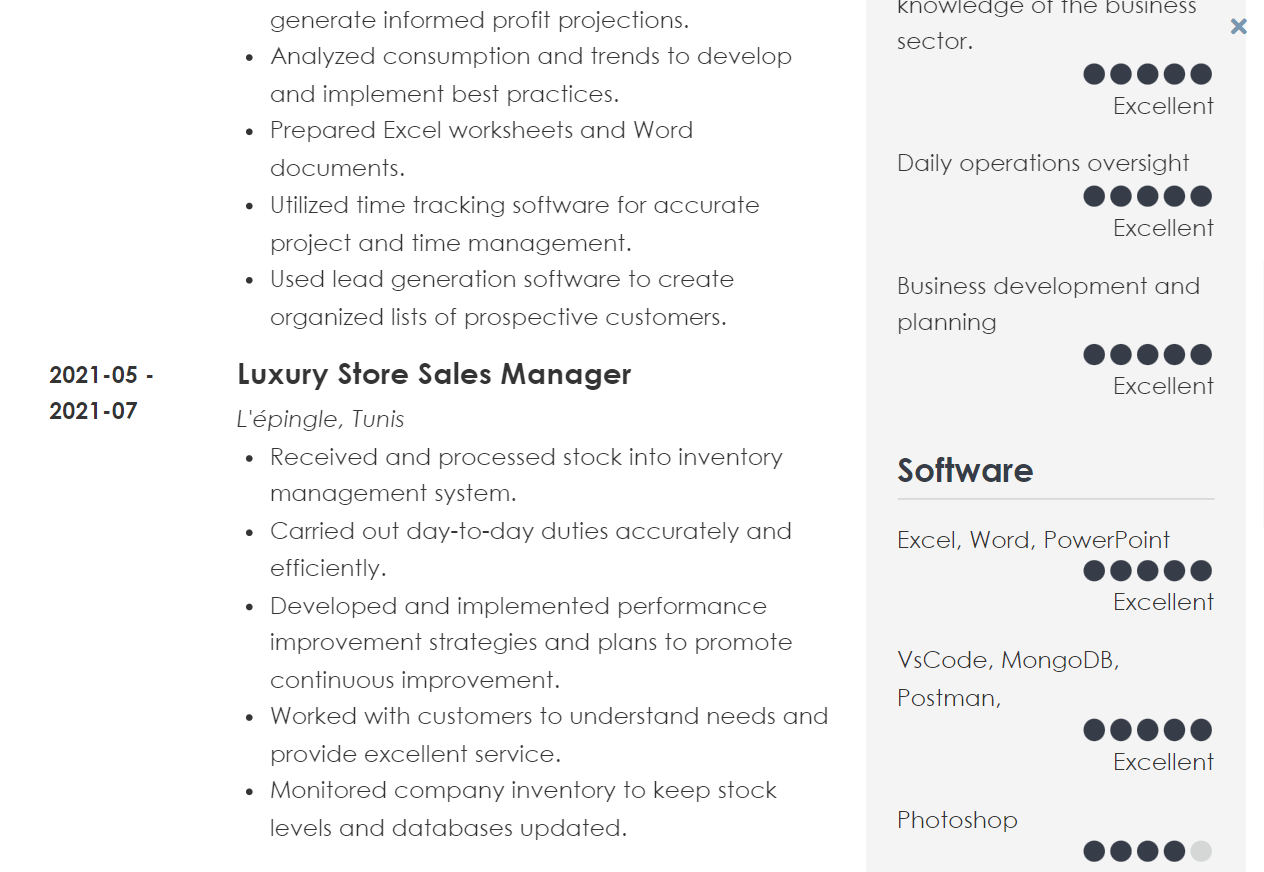 generate informed profit projections.
• Analyzed consumption and trends to develop
and implement best practices.
• Prepared Excel worksheets and Word
documents.
• Utilized time tracking software for accurate
project and time management.
• Used lead generation software to create
organized lists of prospective customers.
2021-05 -
2021-07
Luxury Store Sales Manager
L'épingle, Tunis
• Received and processed stock into inventory
management system.
• Carried out day-to-day duties accurately and
efficiently.
• Developed and implemented performance
improvement strategies and plans to promote
continuous improvement.
• Worked with customers to understand needs and
provide excellent service.
• Monitored company inventory to keep stock
levels and databases updated.
knowledge of the business
sector.
Excellent
Daily operations oversight
Excellent
Business development and
planning
Excellent
Software
Excel, Word, PowerPoint
Excellent
VsCode, MongoDB,
Postman,
Excellent
Photoshop